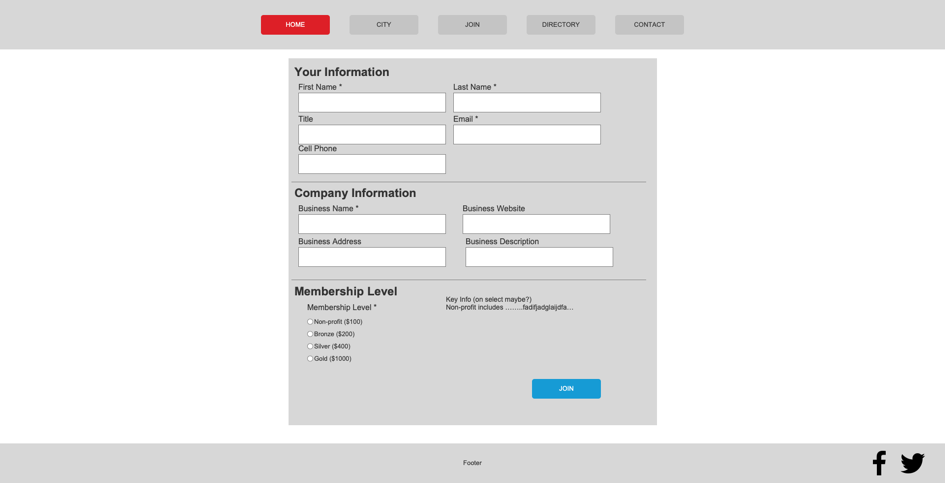 HOME CITY JOIN DIRECTORY CONTACT
Your Information
First Name * Last Name *
Title Email *
Cell Phone
Company Information
Business Name * Business Website
Business Address Business Description
Membership Level
Key Info (on select maybe?)
Membership Level * Non-profit includes ……..fadlfjadglaijdfa…
Non-profit ($100)
Bronze ($200)
Silver ($400)
Gold ($1000)
JOIN
Footer